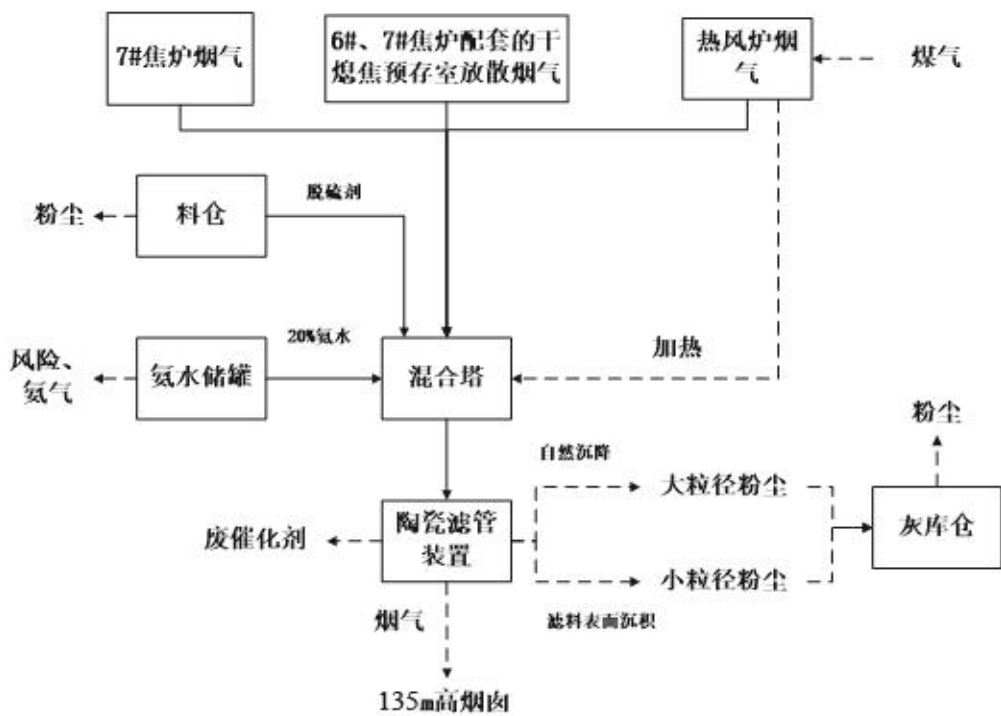 7#焦炉烟气
6#、7#焦炉配套的干
熄焦预存室放散烟气
热风炉烟
气
煤气
粉尘
料仓
脱硫剂
风险、
氨气
氨水储罐
20%氨水
混合塔
加热
粉尘
自然沉降
大粒径粉尘
废催化剂
陶瓷滤管
装置
灰库仓
小粒径粉尘
烟气
滤料表面沉积
135m高烟囱